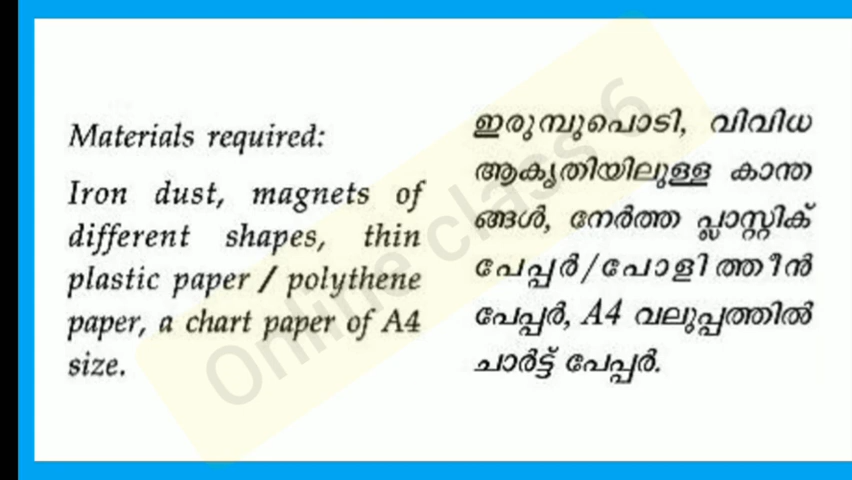 Materials required:
Iron dust, magnets of
different shapes, thin
plastic paper / polythene
paper, a chart paper of A4
size.
ഇരുമ്പുപൊടി, വിവിധ
ആകൃതിയിലുള്ള കാന്ത
ങ്ങൾ, നേർത്ത പ്ലാസ്റ്റിക്
പേപ്പർ/പോളിത്തീൻ
പേപ്പർ, A4 വലുപ്പത്തിൽ
ചാർട്ട് പേപ്പർ.
Online class 6